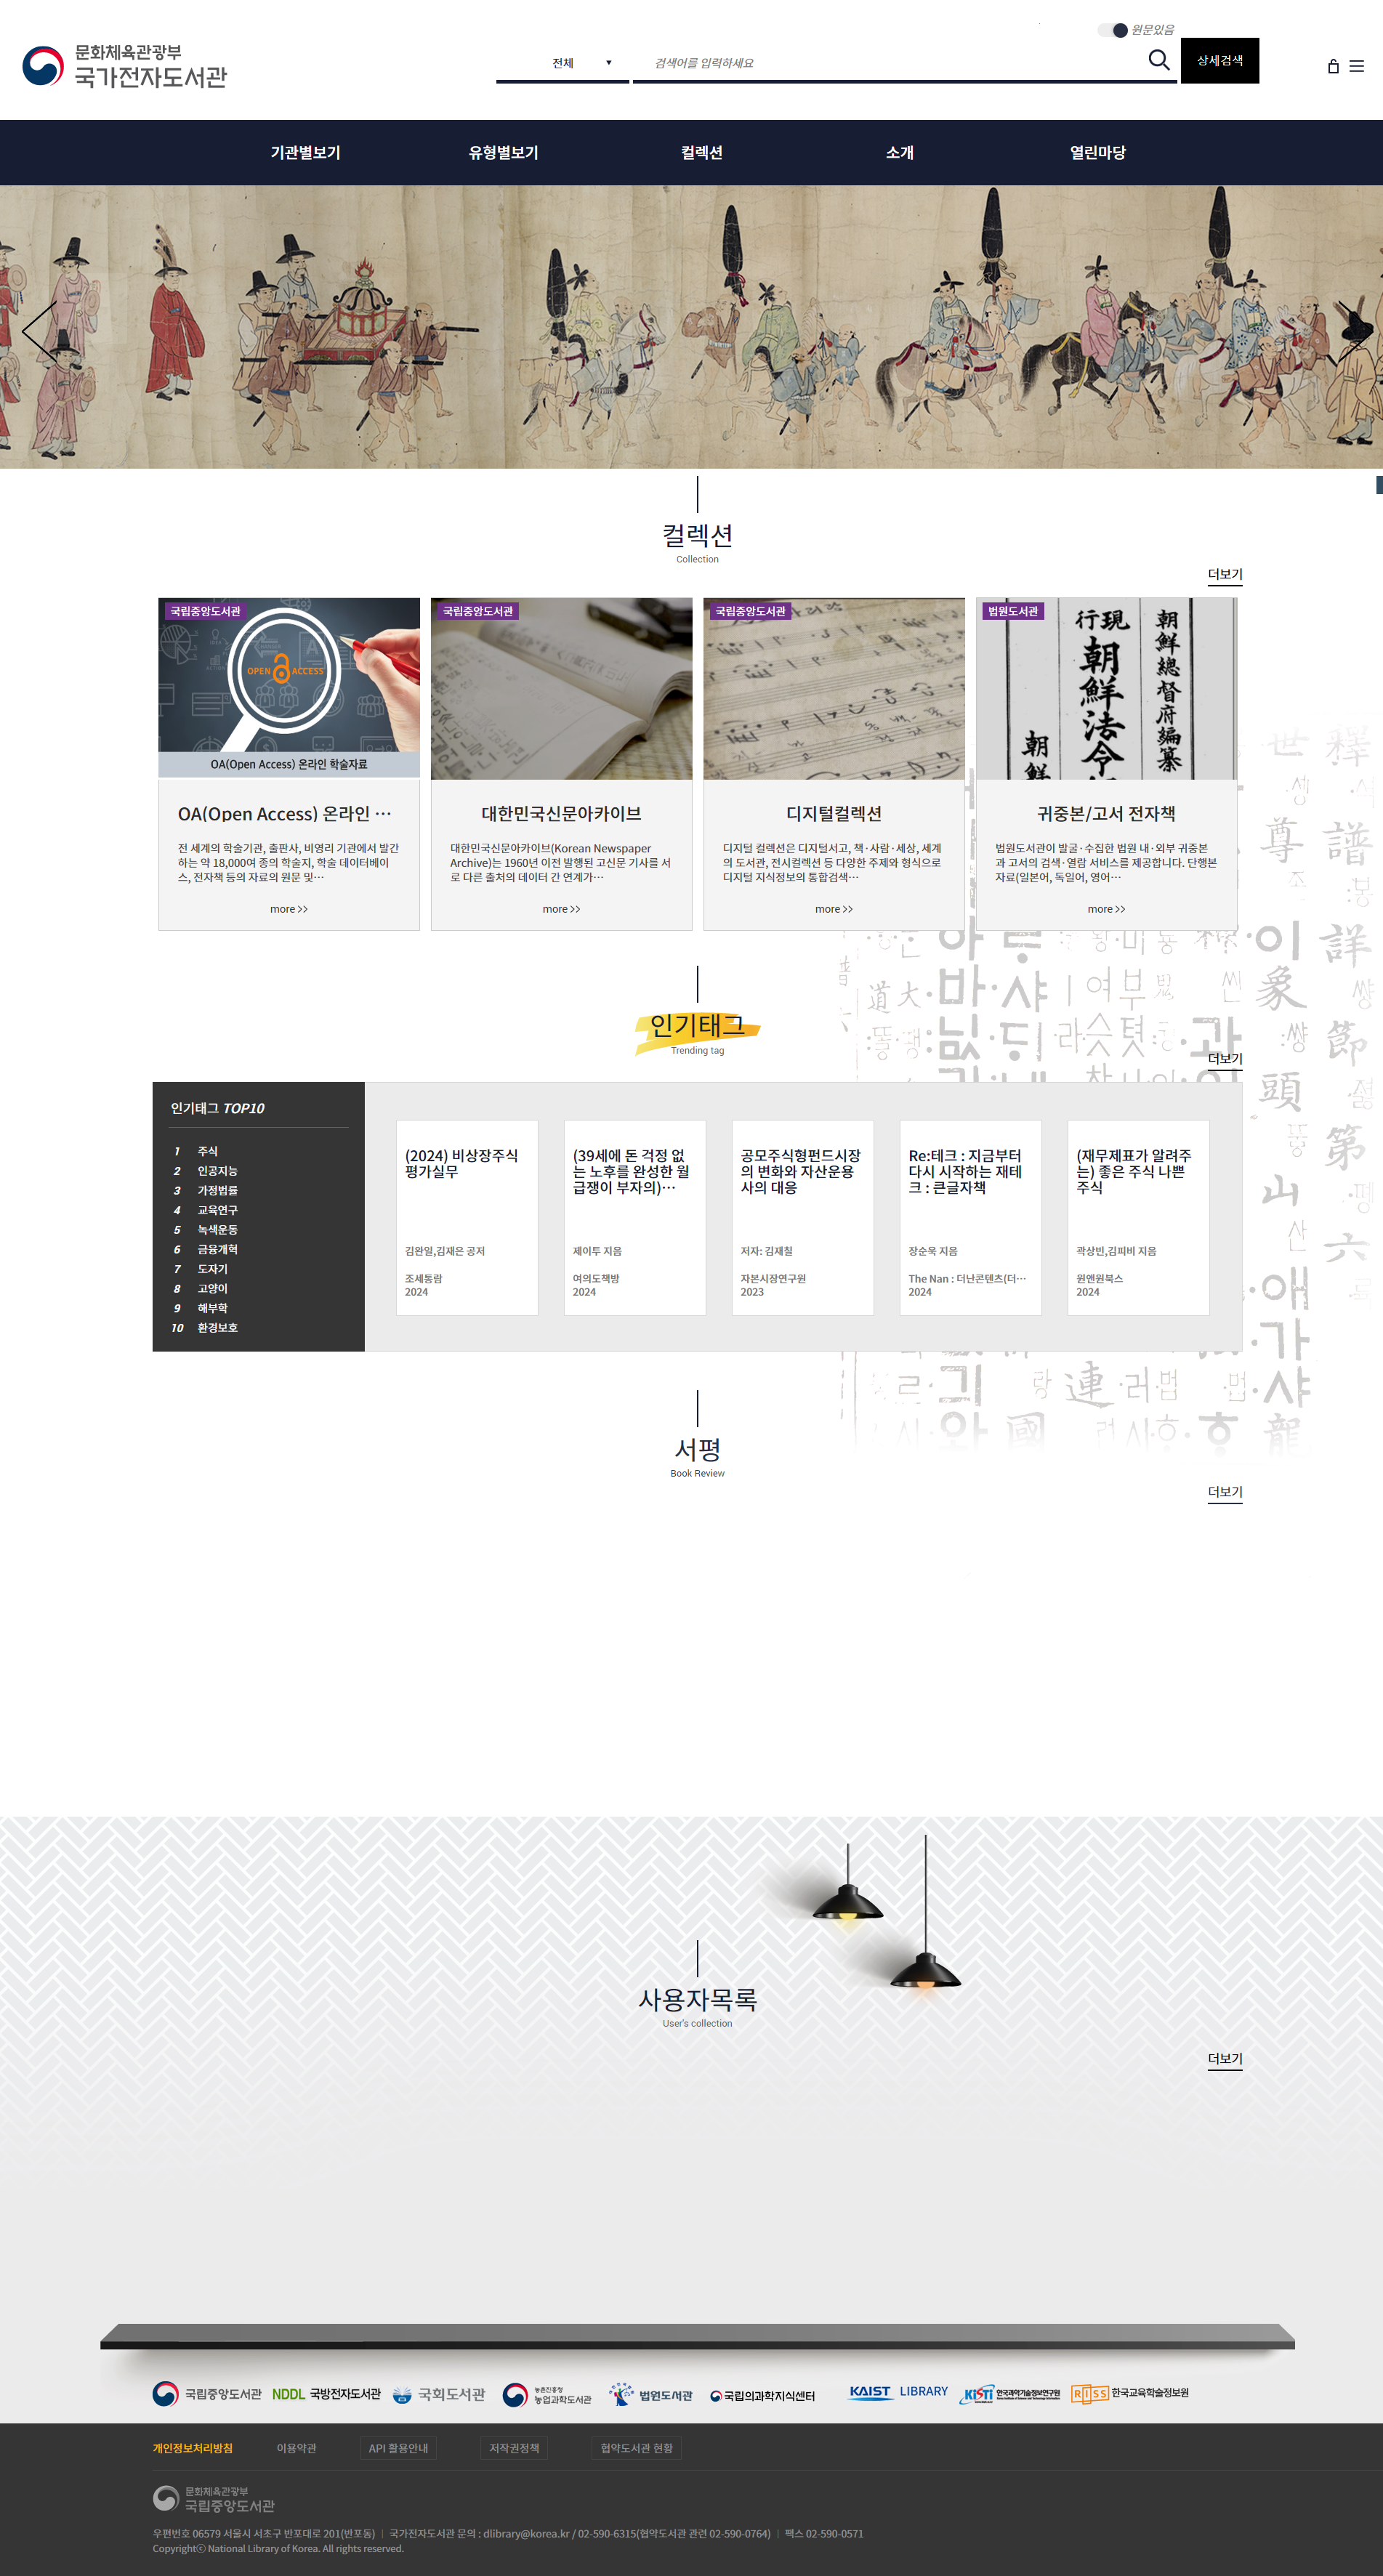 문화체육관광부
국가전자도서관
원문있음
전체
검색어를 입력하세요
상세검색
기관별보기
유형별보기
컬렉션
소개
열린마당
컬렉션
Collection
더보기
국립중앙도서관
OPEN ACCESS
OA(Open Access) 온라인 학술자료
OA(Open Access) 온라인 …
전 세계의 학술기관, 출판사, 비영리 기관에서 발간
하는 약 18,000여 종의 학술지, 학술 데이터베이
스, 전자책 등의 자료의 원문 및…
more >>
국립중앙도서관
대한민국신문아카이브
대한민국신문아카이브(Korean Newspaper
Archive)는 1960년 이전 발행된 고신문 기사를 서
로 다른 출처의 데이터 간 연계가…
more >>
국립중앙도서관
디지털컬렉션
디지털 컬렉션은 디지털서고, 책·사람·세상, 세계
의 도서관, 전시컬렉션 등 다양한 주제와 형식으로
디지털 지식정보의 통합검색…
more >>
법원도서관
現行
朝鮮法令
朝鮮總督府編纂
귀중본/고서 전자책
법원도서관이 발굴·수집한 법원 내·외부 귀중본
과 고서의 검색·열람 서비스를 제공합니다. 단행본
자료(일본어, 독일어, 영어…
more >>
인기태그
Trending tag
더보기
인기태그 TOP10
1 주식
2 인공지능
3 가정법률
4 교육연구
5 녹색운동
6 금융개혁
7 도자기
8 고양이
9 해부학
10 환경보호
(2024) 비상장주식
평가실무
김완일,김재은 공저
조세통람
2024
(39세에 돈 걱정 없
는 노후를 완성한 월
급쟁이 부자의)…
제이투 지음
여의도책방
2024
공모주식형펀드시장
의 변화와 자산운용
사의 대응
저자: 김재칠
자본시장연구원
2023
Re:테크 : 지금부터
다시 시작하는 재테
크 : 큰글자책
장순욱 지음
The Nan : 더난콘텐츠(더…
2024
(재무제표가 알려주
는) 좋은 주식 나쁜
주식
곽상빈,김피비 지음
원앤원북스
2024
서평
Book Review
더보기
사용자목록
User's collection
더보기
국립중앙도서관
NDDL 국방전자도서관
국회도서관
농촌진흥청
농업과학도서관
법원도서관
국립의과학지식센터
KAIST LIBRARY
KiSTi 한국과학기술정보연구원
RISS 한국교육학술정보원
개인정보처리방침
이용약관
API 활용안내
저작권정책
협약도서관 현황
문화체육관광부
국립중앙도서관
우편번호 06579 서울시 서초구 반포대로 201(반포동) | 국가전자도서관 문의 : dlibrary@korea.kr / 02-590-6315(협약도서관 관련 02-590-0764) | 팩스 02-590-0571
Copyrightⓒ National Library of Korea. All rights reserved.